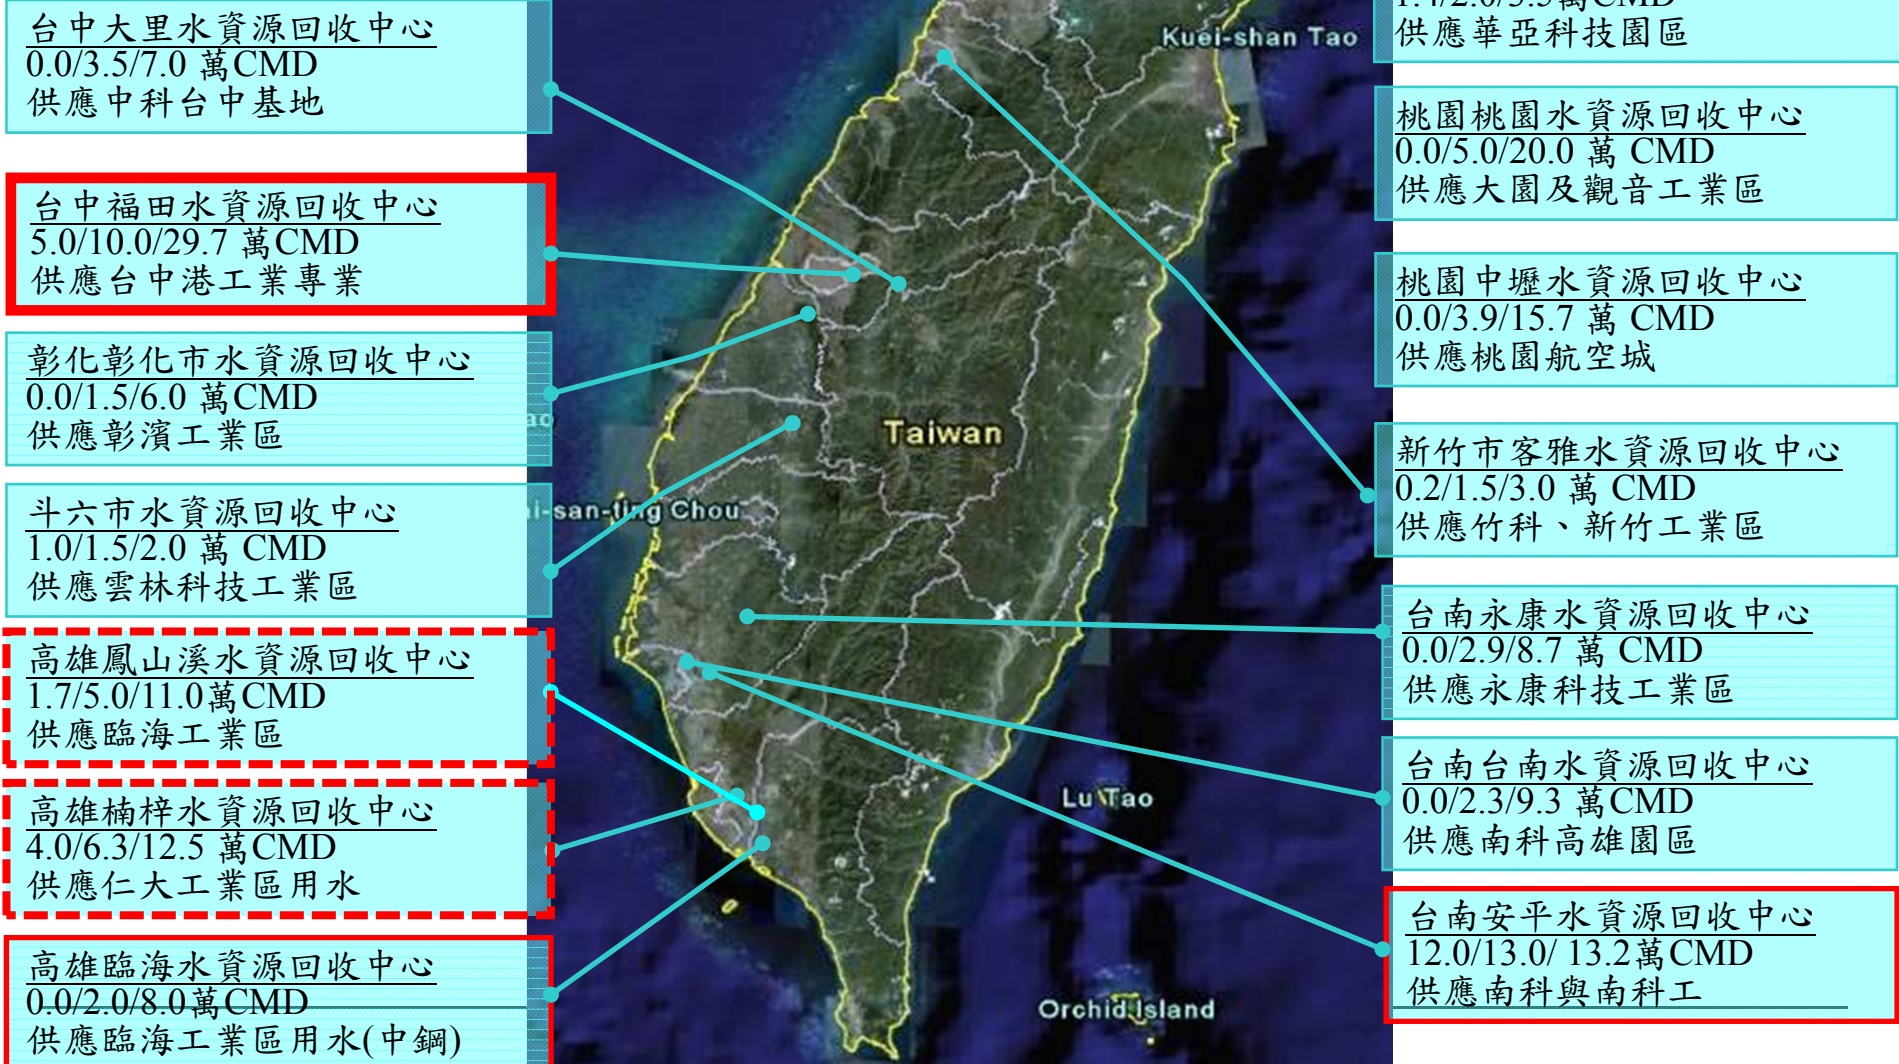 台中大里水資源回收中心
0.0/3.5/7.0 萬CMD
供應中科台中基地
台中福田水資源回收中心
5.0/10.0/29.7 萬CMD
供應台中港工業專業
彰化彰化市水資源回收中心
0.0/1.5/6.0 萬CMD
供應彰濱工業區
斗六市水資源回收中心
1.0/1.5/2.0 萬 CMD
供應雲林科技工業區
高雄鳳山溪水資源回收中心
1.7/5.0/11.0萬CMD
供應臨海工業區
高雄楠梓水資源回收中心
4.0/6.3/12.5 萬CMD
供應仁大工業區用水
高雄臨海水資源回收中心
0.0/2.0/8.0萬CMD
供應臨海工業區用水(中鋼)
Kuei-shan Tao
Taiwan
i-san-ting Chou
Lu Tao
Orchid Island
供應華亞科技園區
桃園桃園水資源回收中心
0.0/5.0/20.0 萬 CMD
供應大園及觀音工業區
桃園中壢水資源回收中心
0.0/3.9/15.7 萬 CMD
供應桃園航空城
新竹市客雅水資源回收中心
0.2/1.5/3.0 萬 CMD
供應竹科、新竹工業區
台南永康水資源回收中心
0.0/2.9/8.7 萬 CMD
供應永康科技工業區
台南台南水資源回收中心
0.0/2.3/9.3 萬CMD
供應南科高雄園區
台南安平水資源回收中心
12.0/13.0/ 13.2萬CMD
供應南科與南科工